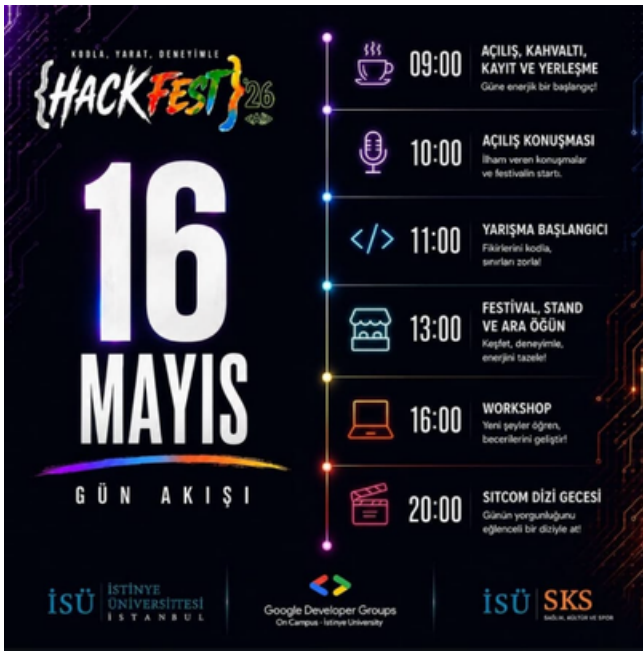 KODLA, YARAT, DENEYİMLE
{HACKFEST}'26
16
MAYIS
GÜN AKIŞI
09:00
AÇILIŞ, KAHVALTI,
KAYIT VE YERLEŞME
Güne enerjik bir başlangıç!
10:00
AÇILIŞ KONUŞMASI
İlham veren konuşmalar
ve festivalin startı.
</>
11:00
YARIŞMA BAŞLANGICI
Fikirlerini kodla,
sınırları zorla!
13:00
FESTİVAL, STAND
VE ARA ÖĞÜN
Keşfet, deneyimle,
enerjini tazele!
16:00
WORKSHOP
Yeni şeyler öğren,
becerilerini geliştir!
20:00
SITCOM DİZİ GECESİ
Günün yorgunluğunu
eğlenceli bir diziyle at!
İSÜ
İSTİNYE
ÜNİVERSİTESİ
İSTANBUL
Google Developer Groups
On Campus - İstinye University
İSÜ
SKS
SAĞLIK, KÜLTÜR VE SPOR